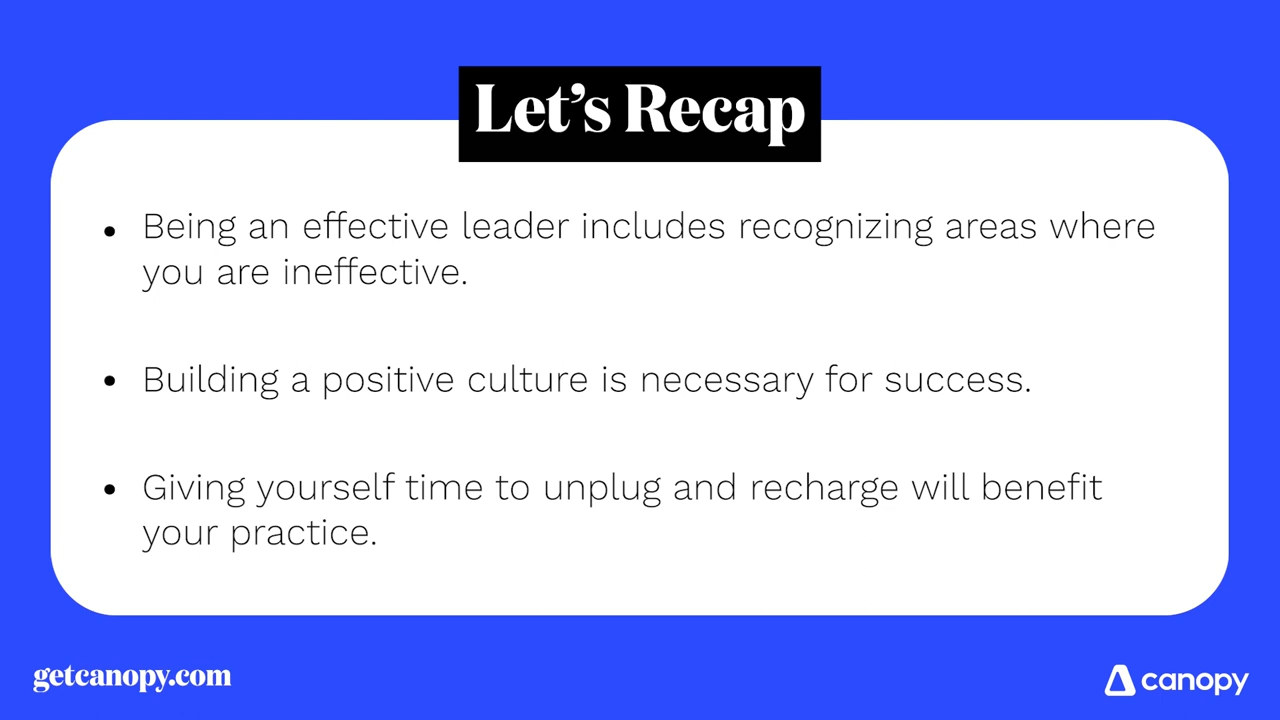 Let's Recap
• Being an effective leader includes recognizing areas where
you are ineffective.
• Building a positive culture is necessary for success.
• Giving yourself time to unplug and recharge will benefit
your practice.
getcanopy.com
canopy